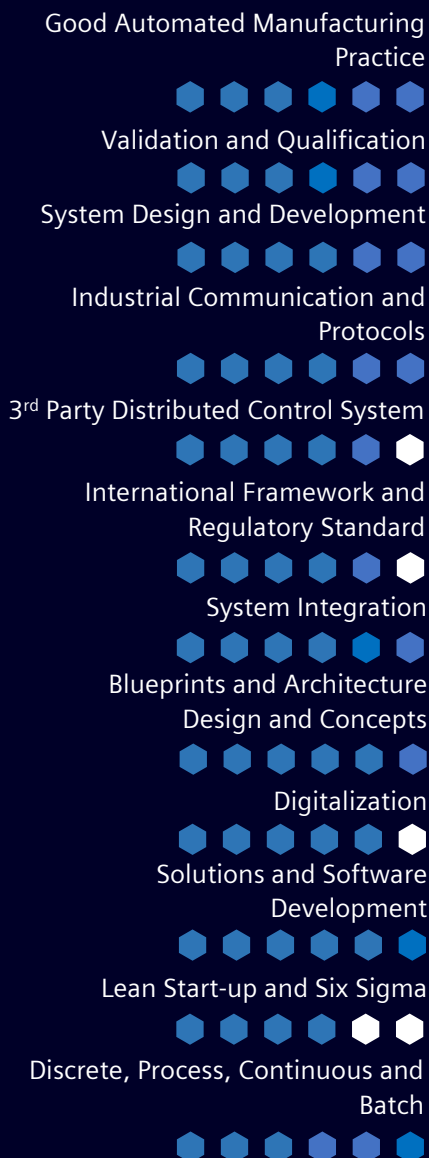 Good Automated Manufacturing
Practice
Validation and Qualification
System Design and Development
Industrial Communication and
Protocols
3rd Party Distributed Control System
International Framework and
Regulatory Standard
System Integration
Blueprints and Architecture
Design and Concepts
Digitalization
Solutions and Software
Development
Lean Start-up and Six Sigma
Discrete, Process, Continuous and
Batch